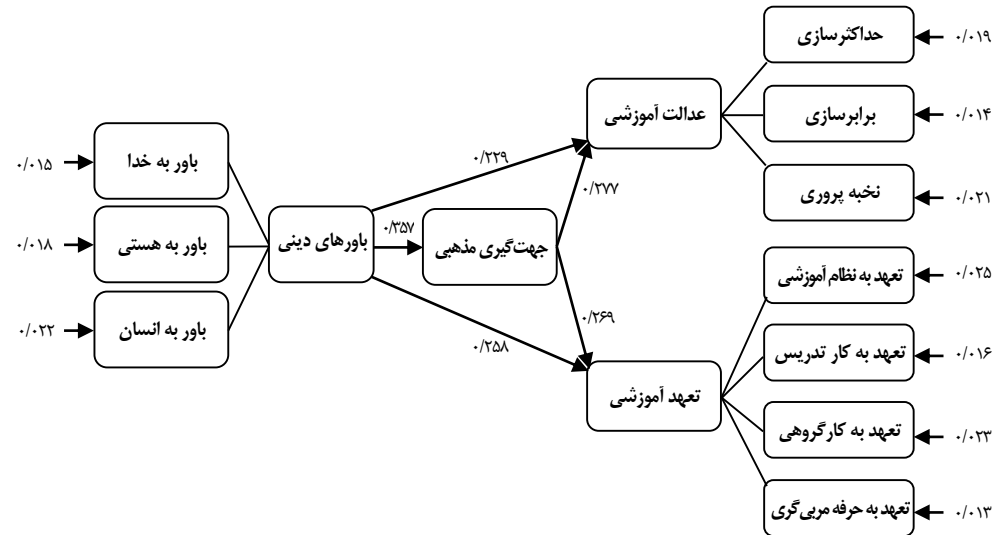 حداکثرسازی
۰/۰۱۹
برابرسازی
۰/۰۱۴
نخبه پروری
۰/۰۲۱
عدالت آموزشی
۰/۲۲۹
۰/۲۷۷
باور به خدا
۰/۰۱۵
باور به هستی
۰/۰۱۸
باور به انسان
۰/۰۲۲
باورهای دینی
۰/۳۵۷
جهت‌گیری مذهبی
۰/۲۶۹
۰/۲۵۸
تعهد آموزشی
تعهد به نظام آموزشی
۰/۰۲۵
تعهد به کار تدریس
۰/۰۱۶
تعهد به کارگروهی
۰/۰۲۳
تعهد به حرفه مربی‌گری
۰/۰۱۳